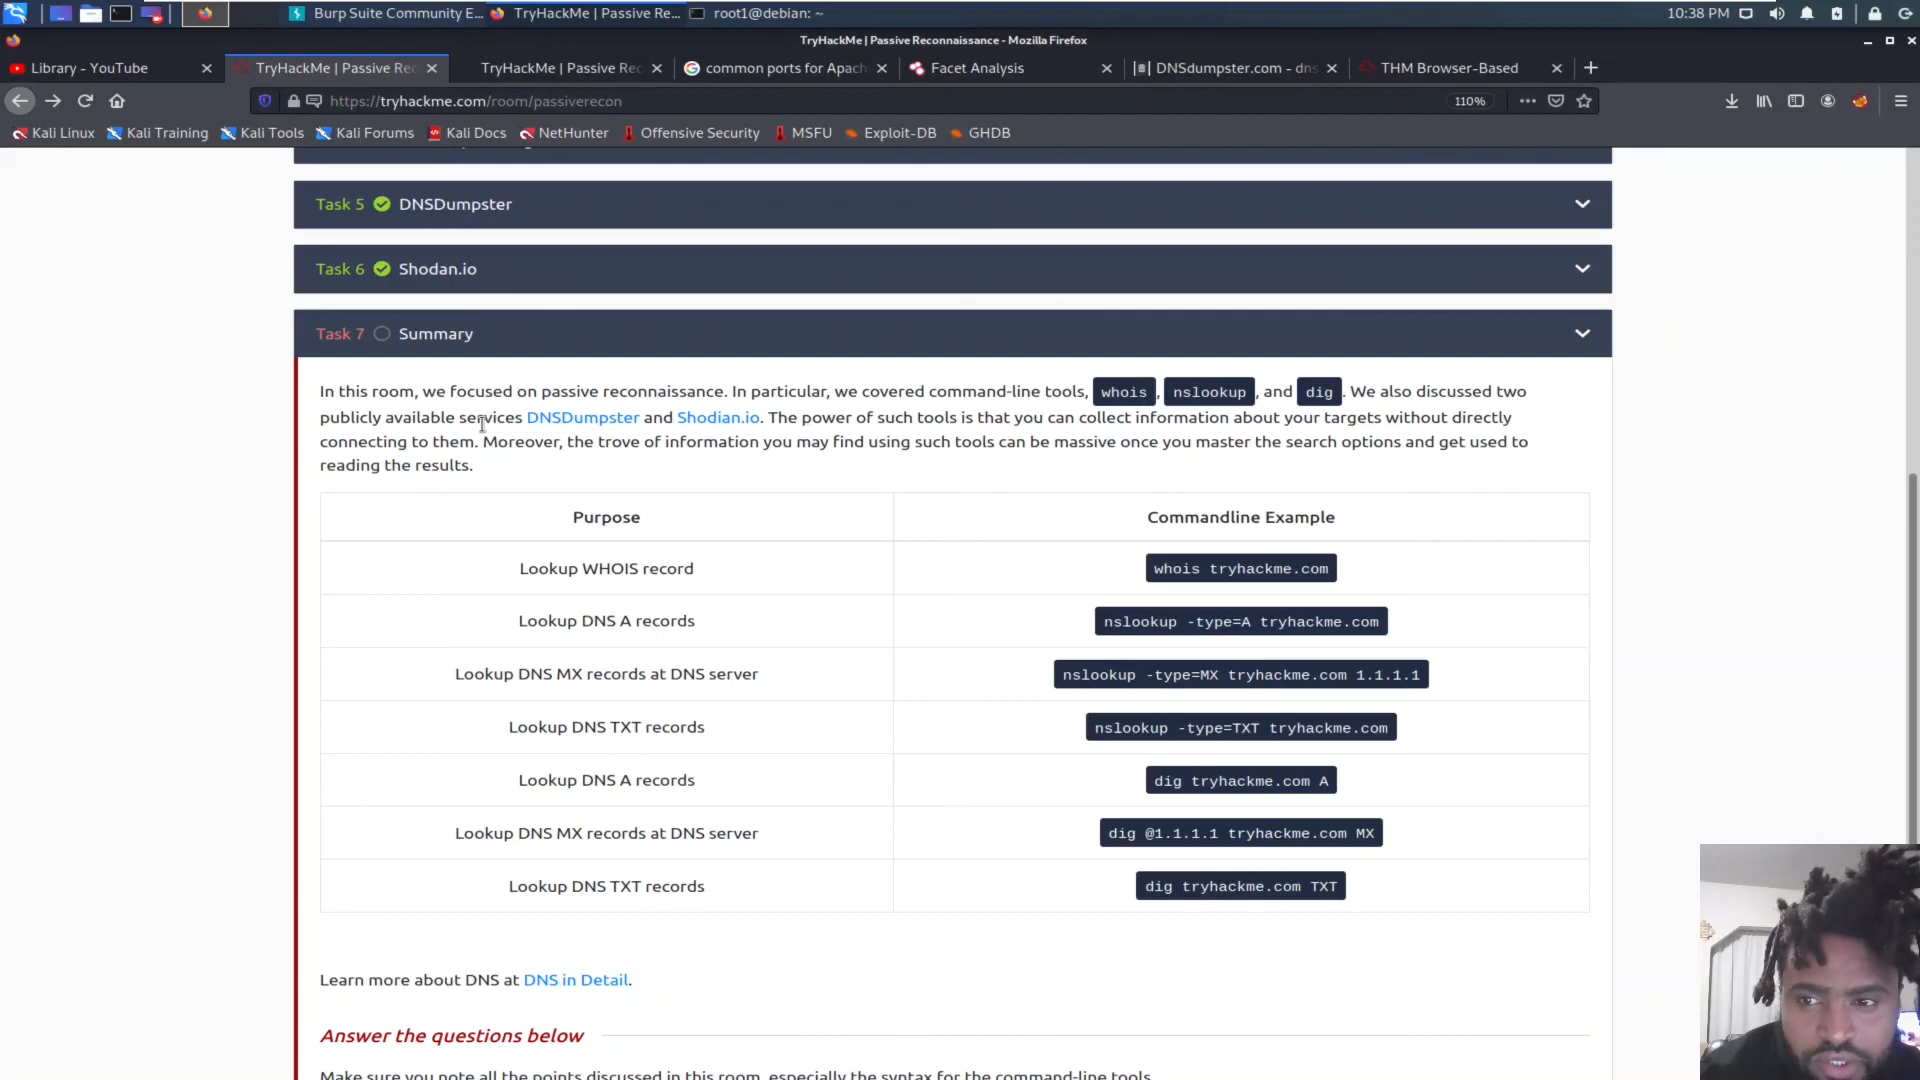 Burp Suite Community E... TryHackMe | Passive Re... root1@debian: ~ 10:38 PM
TryHackMe | Passive Reconnaissance - Mozilla Firefox
Library - YouTube TryHackMe | Passive Rec TryHackMe | Passive Rec common ports for Apach Facet Analysis DNSdumpster.com - dns THM Browser-Based
https://tryhackme.com/room/passiverecon 110%
Kali Linux Kali Training Kali Tools Kali Forums Kali Docs NetHunter Offensive Security MSFU Exploit-DB GHDB
Task 5 DNSDumpster
Task 6 Shodan.io
Task 7 Summary
In this room, we focused on passive reconnaissance. In particular, we covered command-line tools, whois, nslookup, and dig. We also discussed two
publicly available services DNSDumpster and Shodian.io. The power of such tools is that you can collect information about your targets without directly
connecting to them. Moreover, the trove of information you may find using such tools can be massive once you master the search options and get used to
reading the results.
Purpose Commandline Example
Lookup WHOIS record whois tryhackme.com
Lookup DNS A records nslookup -type=A tryhackme.com
Lookup DNS MX records at DNS server nslookup -type=MX tryhackme.com 1.1.1.1
Lookup DNS TXT records nslookup -type=TXT tryhackme.com
Lookup DNS A records dig tryhackme.com A
Lookup DNS MX records at DNS server dig @1.1.1.1 tryhackme.com MX
Lookup DNS TXT records dig tryhackme.com TXT
Learn more about DNS at DNS in Detail.
Answer the questions below
Make sure you note all the points discussed in this room, especially the syntax for the command-line tools.